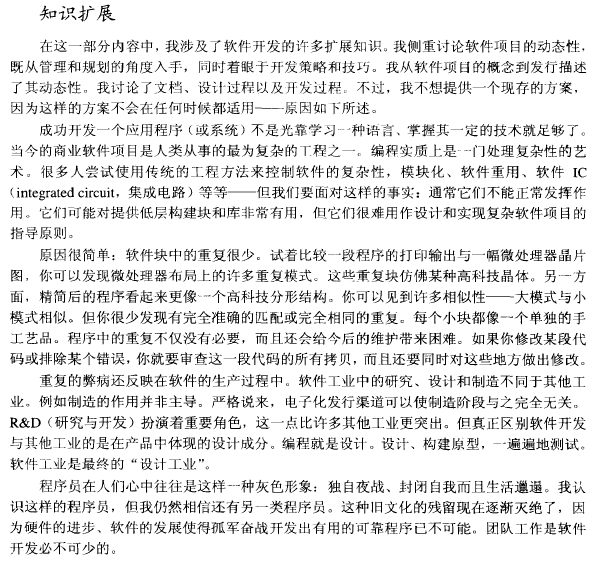 知识扩展
在这一部分内容中，我涉及了软件开发的许多扩展知识。我侧重讨论软件项目的动态性，
既从管理和规划的角度入手，同时着眼于开发策略和技巧。我从软件项目的概念到发行描述
了其动态性。我讨论了文档、设计过程以及开发过程。不过，我不想提供一个现存的方案，
因为这样的方案不会在任何时候都适用——原因如下所述。
成功开发一个应用程序（或系统）不是光靠学习一种语言、掌握其一定的技术就足够了。
当今的商业软件项目是人类从事的最为复杂的工程之一。编程实质上是一门处理复杂性的艺
术。很多人尝试使用传统的工程方法来控制软件的复杂性，模块化、软件重用、软件 IC
（integrated circuit，集成电路）等等——但我们要面对这样的事实：通常它们不能正常发挥作
用。它们可能对提供低层构建块和库非常有用，但它们很难用作设计和实现复杂软件项目的
指导原则。
原因很简单：软件块中的重复很少。试着比较一段程序的打印输出与一幅微处理器晶片
图，你可以发现微处理器布局上的许多重复模式。这些重复块仿佛某种高科技晶体。另一方
面，精简后的程序看起来更像一个高科技分形结构。你可以见到许多相似性——大模式与小
模式相似。但你很少发现有完全准确的匹配或完全相同的重复。每个小块都像一个单独的手
工艺品。程序中的重复不仅没有必要，而且还会给今后的维护带来困难。如果你修改某段代
码或排除某个错误，你就要审查这一段代码的所有拷贝，而且还要同时对这些地方做出修改。
重复的弊病还反映在软件的生产过程中。软件工业中的研究、设计和制造不同于其他工
业。例如制造的作用并非主导。严格说来，电子化发行渠道可以使制造阶段与之完全无关。
R&D（研究与开发）扮演着重要角色，这一点比许多其他工业更突出。但真正区别软件开发
与其他工业的是在产品中体现的设计成分。编程就是设计。设计、构建原型，一遍遍地测试。
软件工业是最终的“设计工业”。
程序员在人们心中往往是这样一种灰色形象：独自夜战、封闭自我而且生活邋遢。我认
识这样的程序员，但我仍然相信还有另一类程序员。这种旧文化的残留现在逐渐灭绝了，因
为硬件的进步、软件的发展使得孤军奋战开发出有用的可靠程序已不可能。团队工作是软件
开发必不可少的。